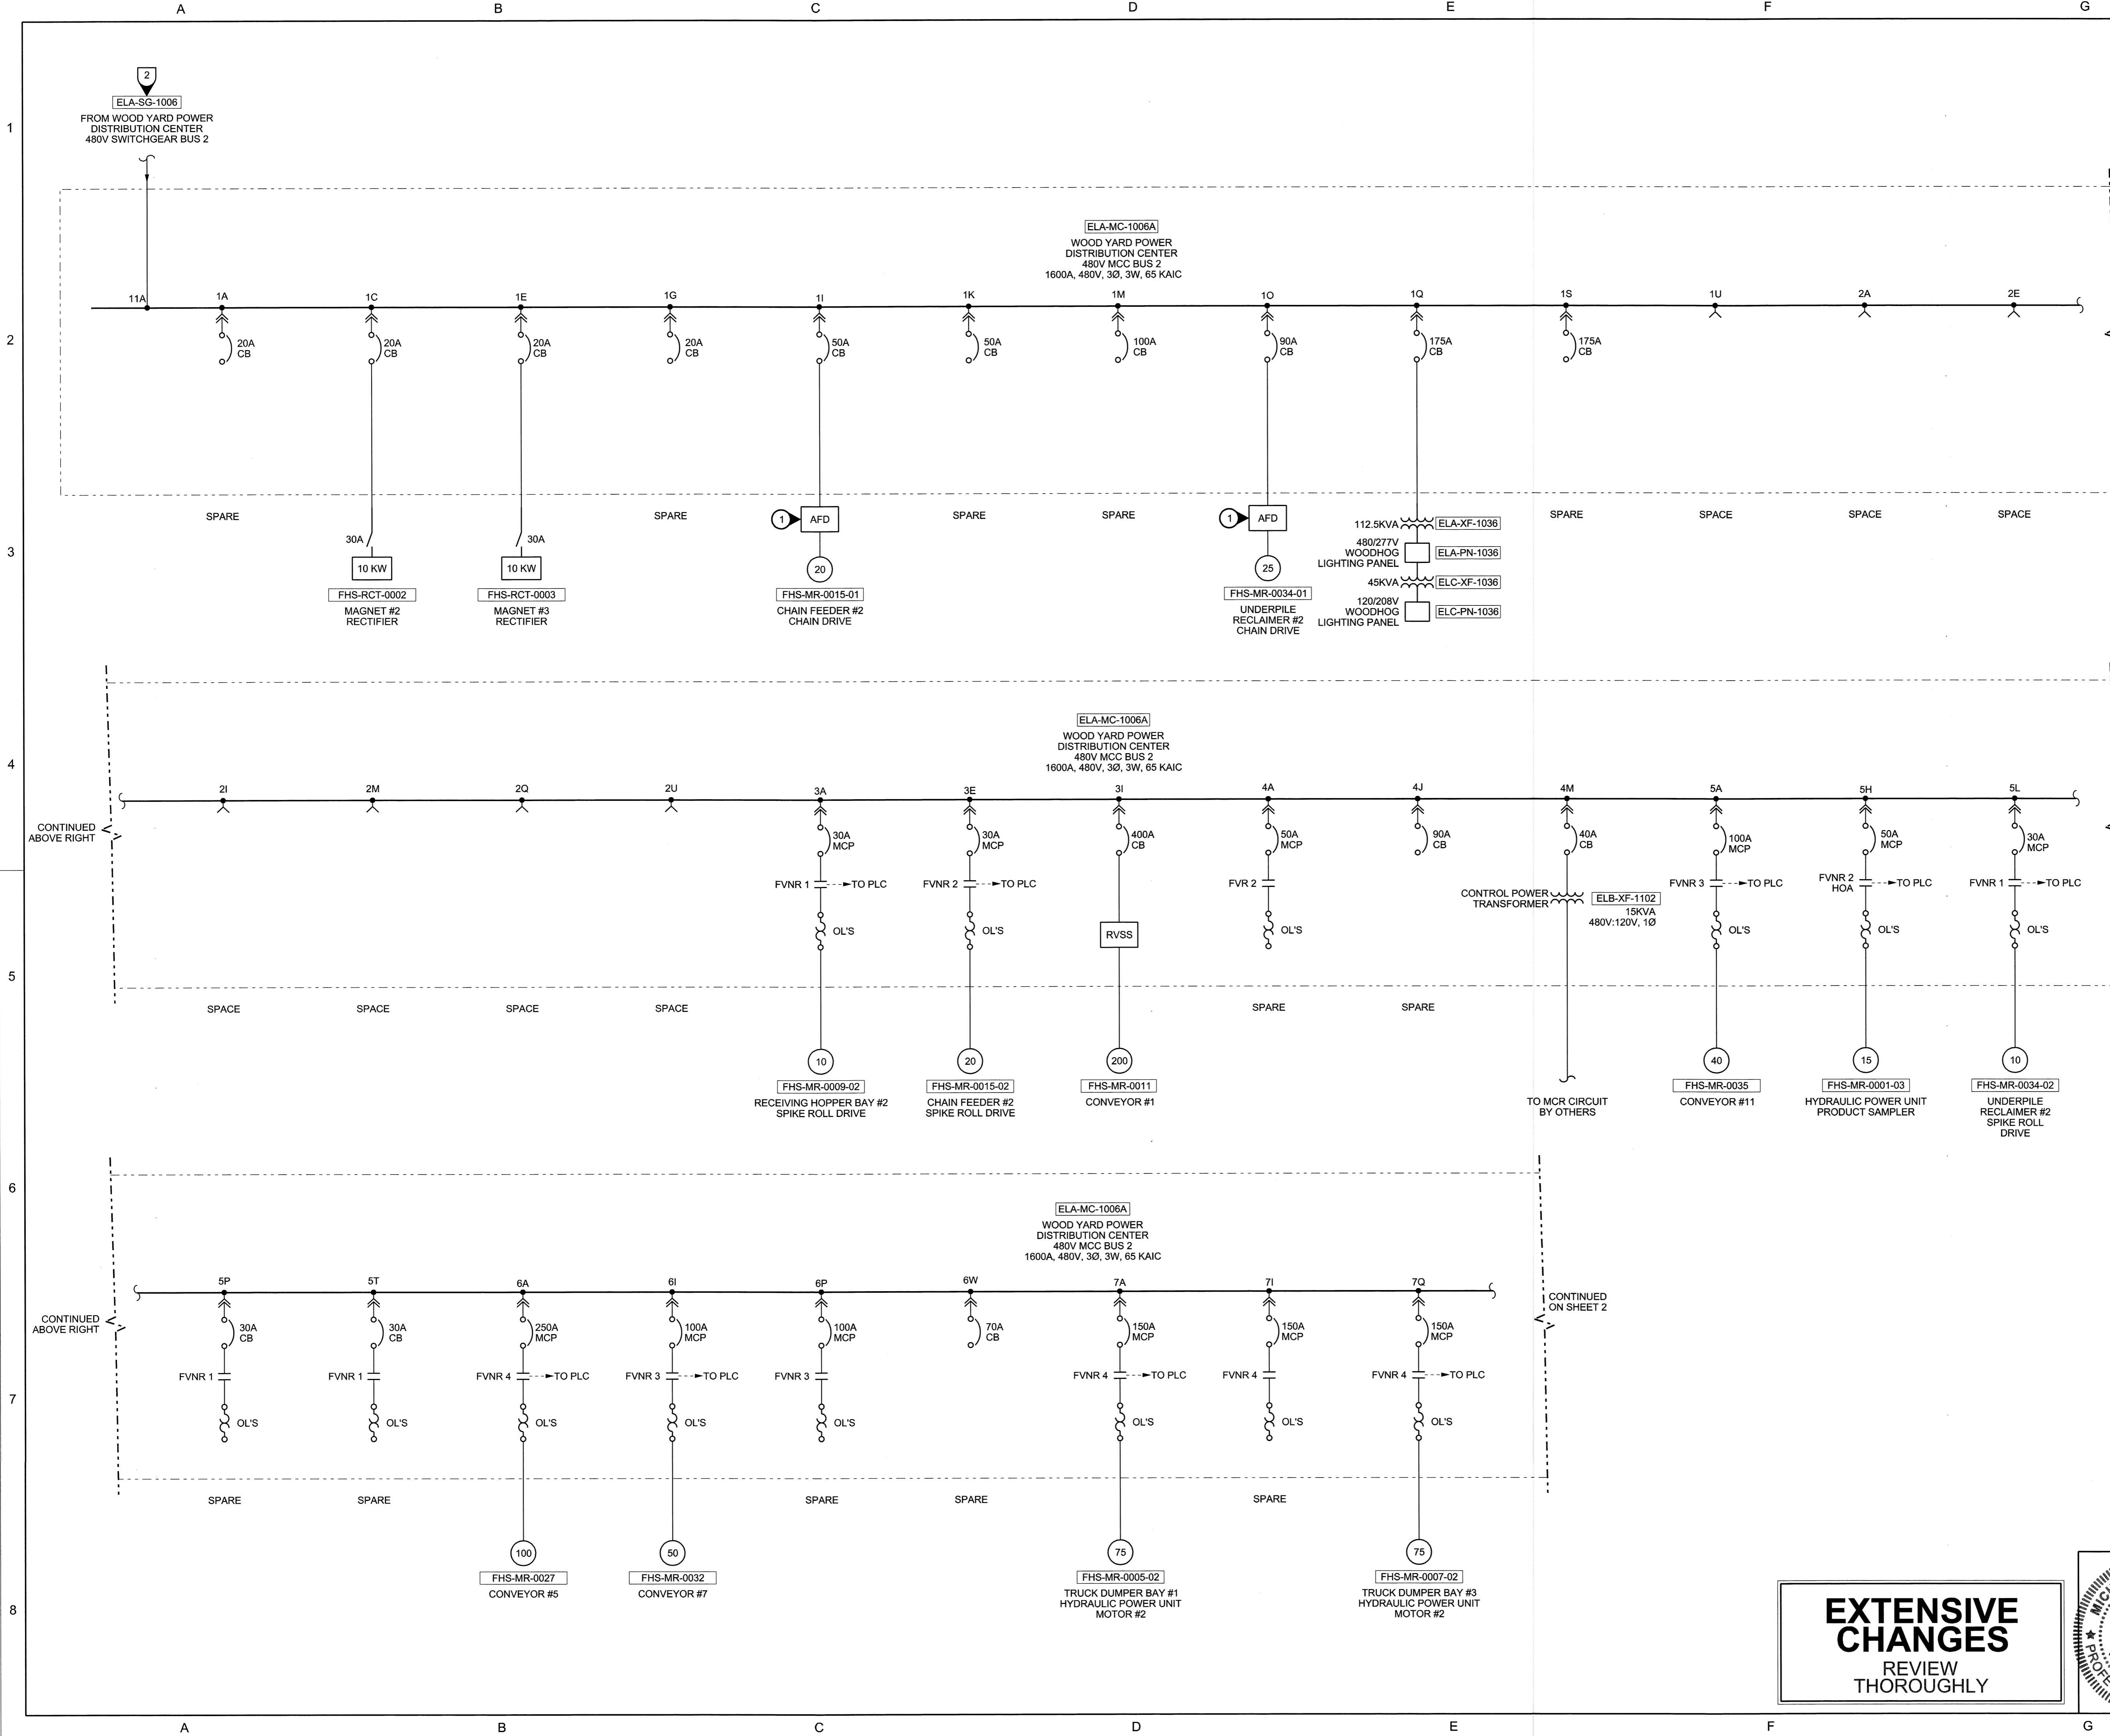 A B C D E F G
2
ELA-SG-1006
FROM WOOD YARD POWER
DISTRIBUTION CENTER
480V SWITCHGEAR BUS 2
1
ELA-MC-1006A
WOOD YARD POWER
DISTRIBUTION CENTER
480V MCC BUS 2
1600A, 480V, 3Ø, 3W, 65 KAIC
11A 1A 1C 1E 1G 1I 1K 1M 1O 1Q 1S 1U 2A 2E
2
20A 20A 20A 20A 50A 50A 100A 90A 175A 175A
CB CB CB CB CB CB CB CB CB CB
SPARE SPARE SPARE SPARE SPARE SPACE SPACE SPACE
3
30A
10 KW
FHS-RCT-0002
MAGNET #2
RECTIFIER
30A
10 KW
FHS-RCT-0003
MAGNET #3
RECTIFIER
1 AFD
20
FHS-MR-0015-01
CHAIN FEEDER #2
CHAIN DRIVE
1 AFD
25
FHS-MR-0034-01
UNDERPILE
RECLAIMER #2
CHAIN DRIVE
112.5KVA ELA-XF-1036
480/277V
WOODHOG ELA-PN-1036
LIGHTING PANEL
45KVA ELC-XF-1036
120/208V
WOODHOG ELC-PN-1036
LIGHTING PANEL
4
ELA-MC-1006A
WOOD YARD POWER
DISTRIBUTION CENTER
480V MCC BUS 2
1600A, 480V, 3Ø, 3W, 65 KAIC
CONTINUED
ABOVE RIGHT
2I 2M 2Q 2U 3A 3E 3I 4A 4J 4M 5A 5H 5L
30A 30A 400A 50A 90A 40A 100A 50A 30A
MCP MCP CB MCP CB CB MCP MCP MCP
FVNR 1 TO PLC
OL'S
FVNR 2 TO PLC
OL'S
RVSS
FVR 2
OL'S
CONTROL POWER
TRANSFORMER
ELB-XF-1102
15KVA
480V:120V, 1Ø
FVNR 3 TO PLC
OL'S
FVNR 2
HOA TO PLC
OL'S
FVNR 1 TO PLC
OL'S
5
SPACE SPACE SPACE SPACE SPARE SPARE
10
FHS-MR-0009-02
RECEIVING HOPPER BAY #2
SPIKE ROLL DRIVE
20
FHS-MR-0015-02
CHAIN FEEDER #2
SPIKE ROLL DRIVE
200
FHS-MR-0011
CONVEYOR #1
TO MCR CIRCUIT
BY OTHERS
40
FHS-MR-0035
CONVEYOR #11
15
FHS-MR-0001-03
HYDRAULIC POWER UNIT
PRODUCT SAMPLER
10
FHS-MR-0034-02
UNDERPILE
RECLAIMER #2
SPIKE ROLL
DRIVE
6
ELA-MC-1006A
WOOD YARD POWER
DISTRIBUTION CENTER
480V MCC BUS 2
1600A, 480V, 3Ø, 3W, 65 KAIC
CONTINUED
ABOVE RIGHT
5P 5T 6A 6I 6P 6W 7A 7I 7Q
CONTINUED
ON SHEET 2
30A 30A 250A 100A 100A 70A 150A 150A 150A
CB CB MCP MCP MCP CB MCP MCP MCP
7
FVNR 1 FVNR 1 FVNR 4 TO PLC FVNR 3 TO PLC FVNR 3 FVNR 4 TO PLC FVNR 4 FVNR 4 TO PLC
OL'S OL'S OL'S OL'S OL'S OL'S OL'S OL'S
SPARE SPARE SPARE SPARE SPARE
8
100
FHS-MR-0027
CONVEYOR #5
50
FHS-MR-0032
CONVEYOR #7
75
FHS-MR-0005-02
TRUCK DUMPER BAY #1
HYDRAULIC POWER UNIT
MOTOR #2
75
FHS-MR-0007-02
TRUCK DUMPER BAY #3
HYDRAULIC POWER UNIT
MOTOR #2
EXTENSIVE
CHANGES
REVIEW
THOROUGHLY
A B C D E F G